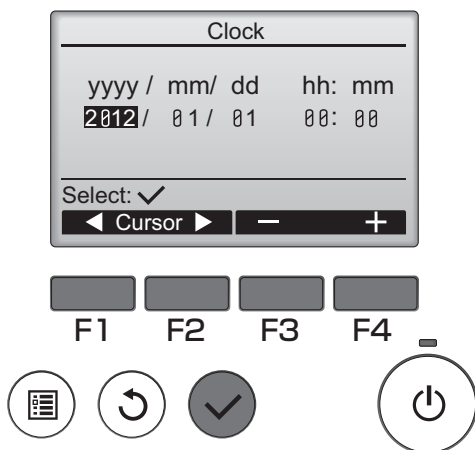 Clock
yyyy / mm/ dd hh: mm
2012/ 01/ 01 00: 00
Select: ✓
◀ Cursor ▶ − +
F1 F2 F3 F4